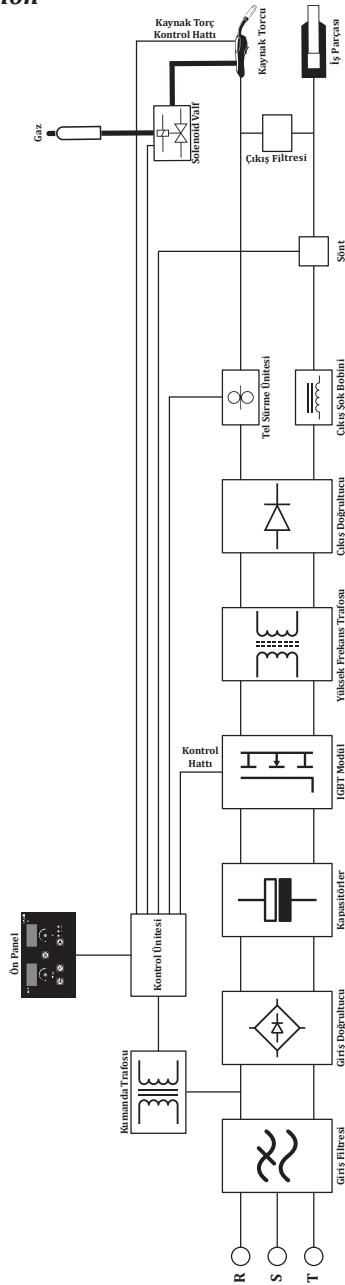 Kaynak Torç
Kontrol Hattı
Kaynak Torcu
İş Parçası
Gaz
Solenoid Valf
Çıkış Filtresi
Şönt
Tel Sürme Ünitesi
Çıkış Şok Bobini
Çıkış Doğrultucu
Yüksek Frekans Trafosu
Kontrol
Hattı
IGBT Modül
Ön Panel
Kontrol Ünitesi
Kapasitörler
Kumanda Trafosu
Giriş Doğrultucu
Giriş Filtresi
R
S
T